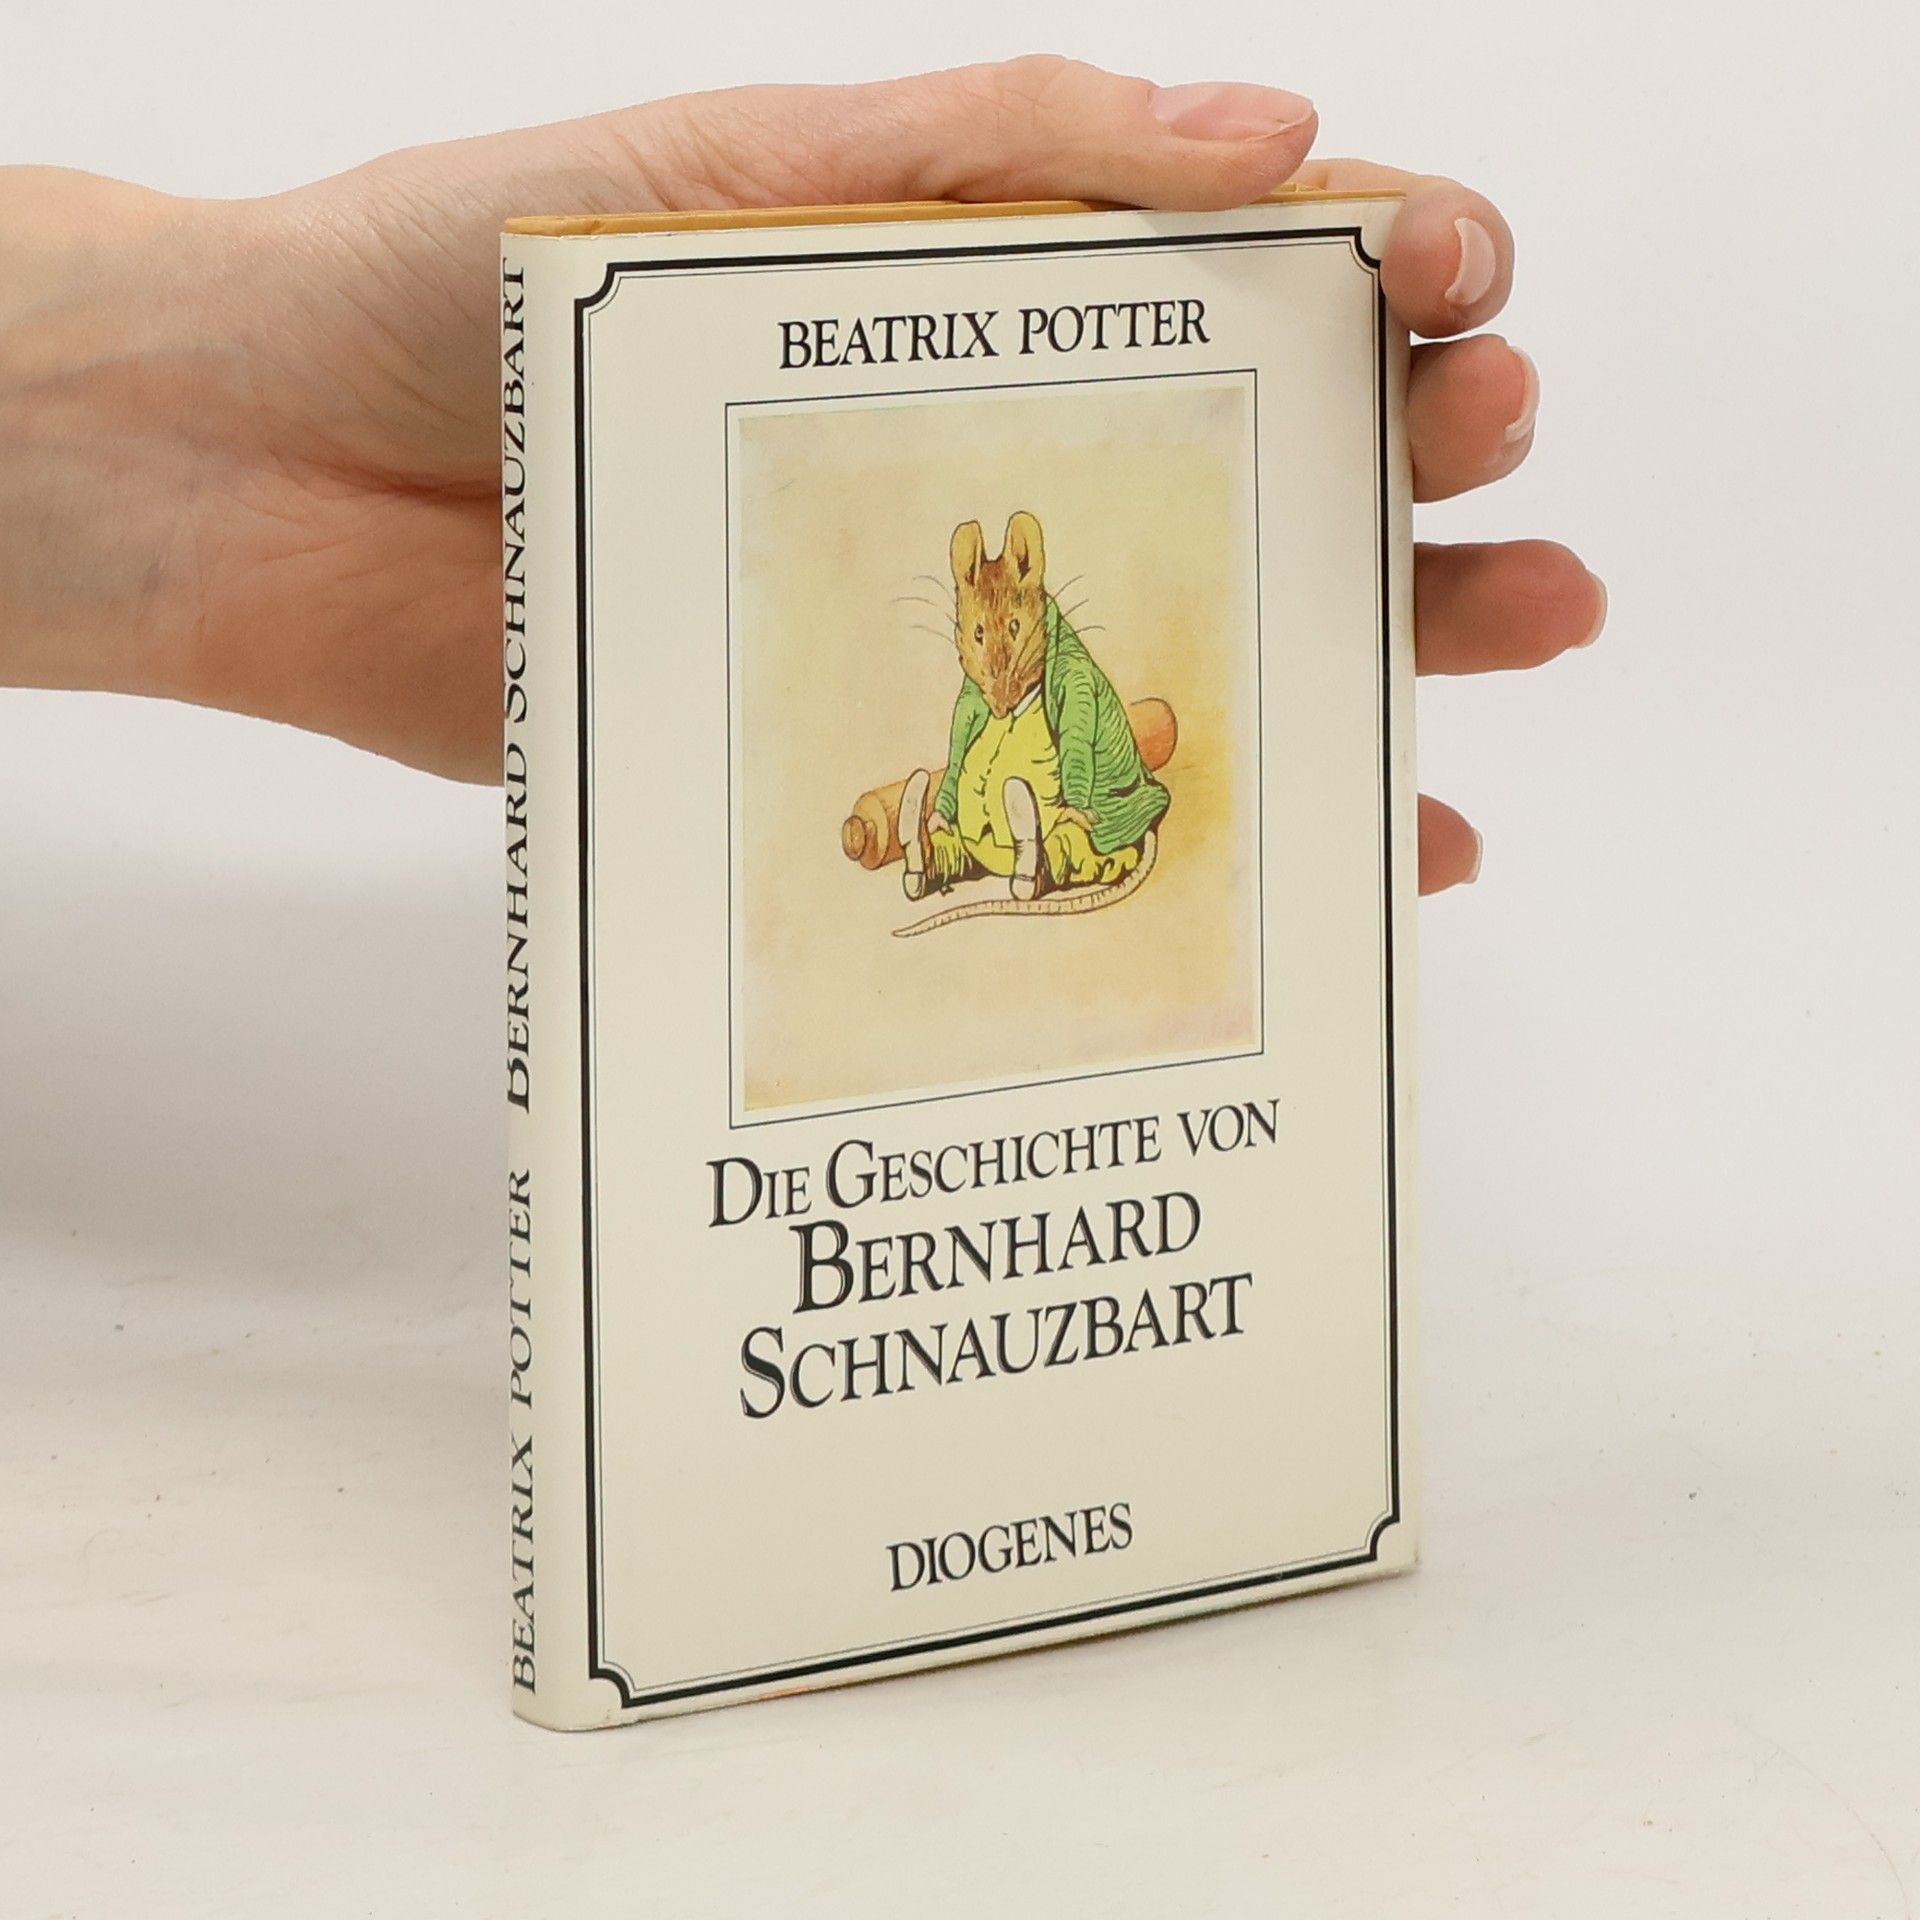 BEATRIX POTTER BERNHARD SCHNAUZBART
BEATRIX POTTER
DIE GESCHICHTE VON
BERNHARD
SCHNAUZBART
DIOGENES